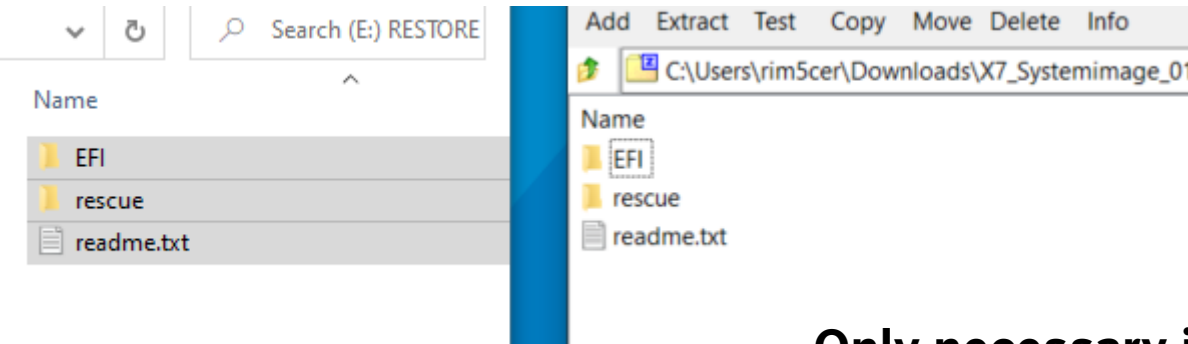 Search (E:) RESTORE
Name
EFI
rescue
readme.txt
Add Extract Test Copy Move Delete Info
C:\Users\rim5cer\Downloads\X7_Systemimage_01
Name
EFI
rescue
readme.txt
Only necessary i